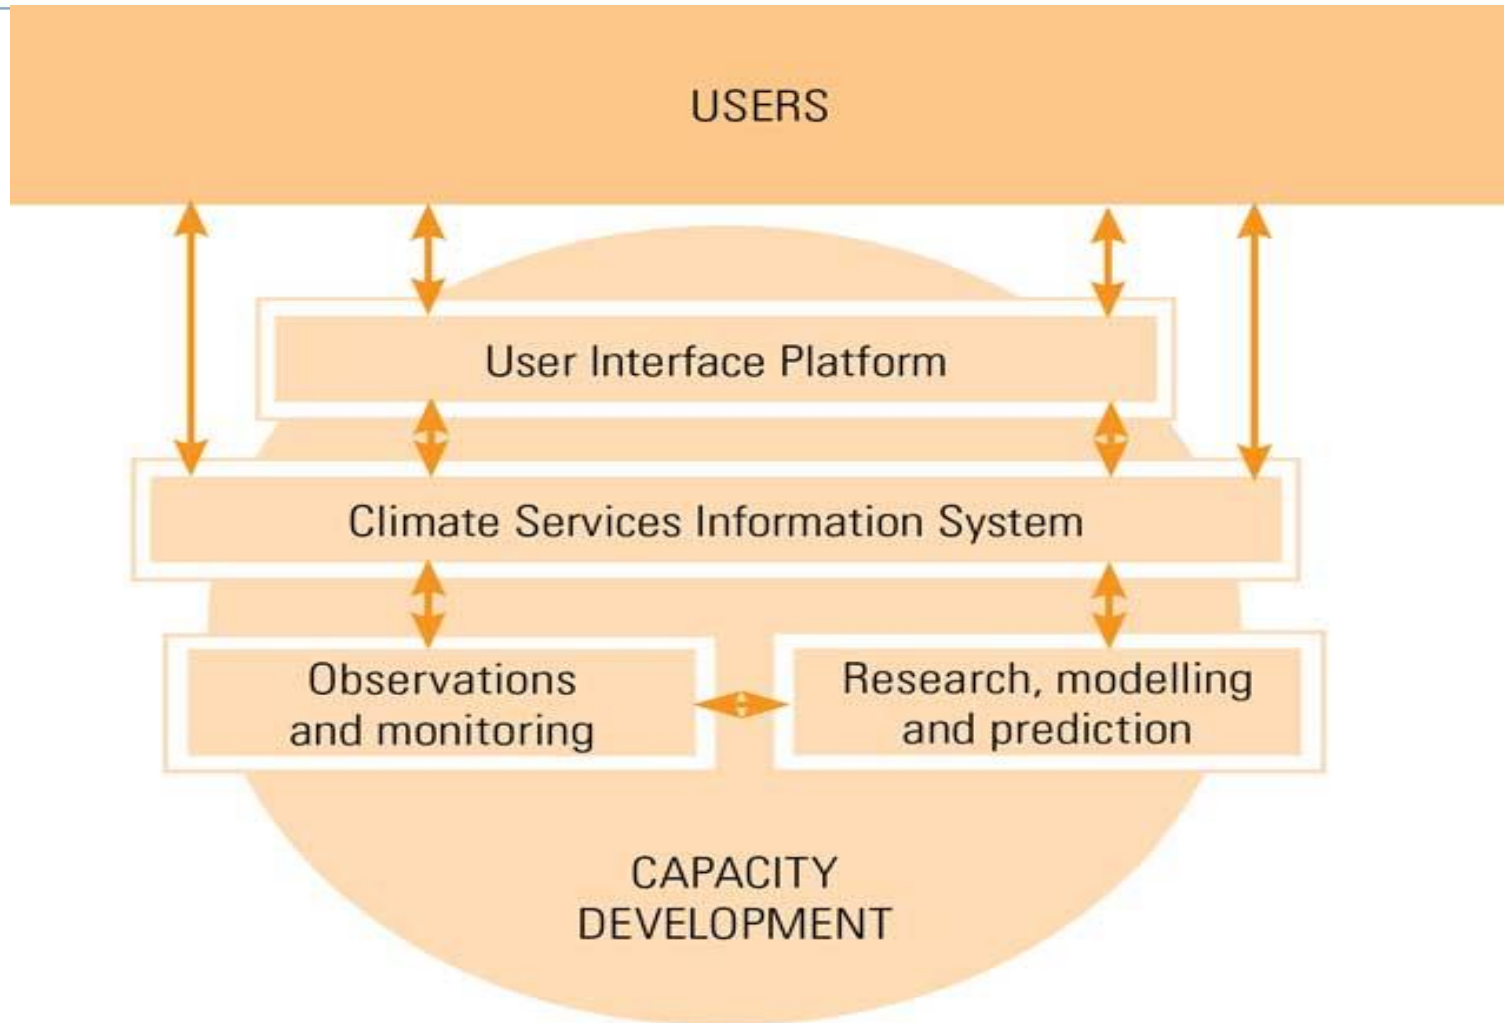 USERS
User Interface Platform
Climate Services Information System
Observations
and monitoring
Research, modelling
and prediction
CAPACITY
DEVELOPMENT